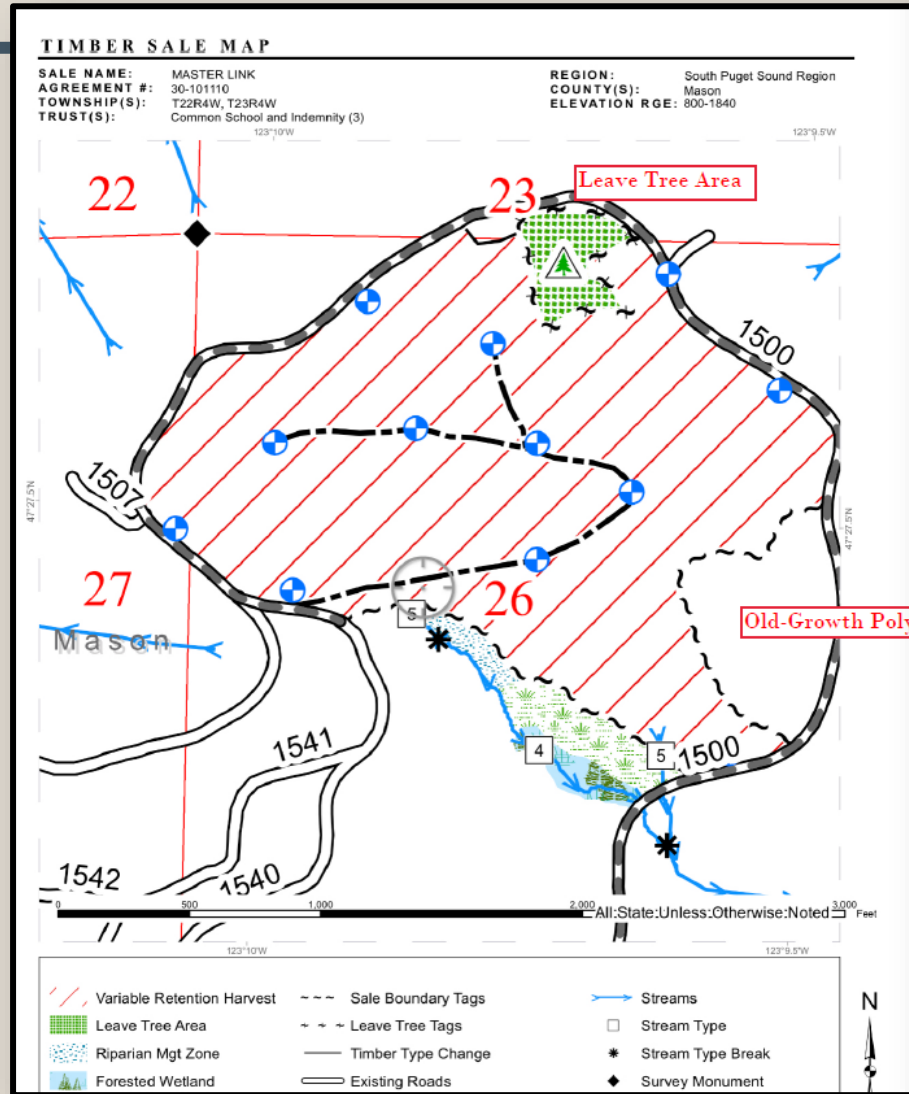 TIMBER SALE MAP
SALE NAME: MASTER LINK
AGREEMENT #: 30-101110
TOWNSHIP(S): T22R4W, T23R4W
TRUST(S): Common School and Indemnity (3)
REGION: South Puget Sound Region
COUNTY(S): Mason
ELEVATION RGE: 800-1840
123°10'W
123°9.5'W
22
23
Leave Tree Area
1500
1507
47°27.5'N
47°27.5'N
27
26
5
Mason
Old-Growth Poly
1541
4
5
1500
1542
1540
0 500 1,000 2,000 3,000 Feet
All State Unless Otherwise Noted
123°10'W
123°9.5'W
Variable Retention Harvest
Leave Tree Area
Riparian Mgt Zone
Forested Wetland
Sale Boundary Tags
Leave Tree Tags
Timber Type Change
Existing Roads
Streams
Stream Type
Stream Type Break
Survey Monument
N